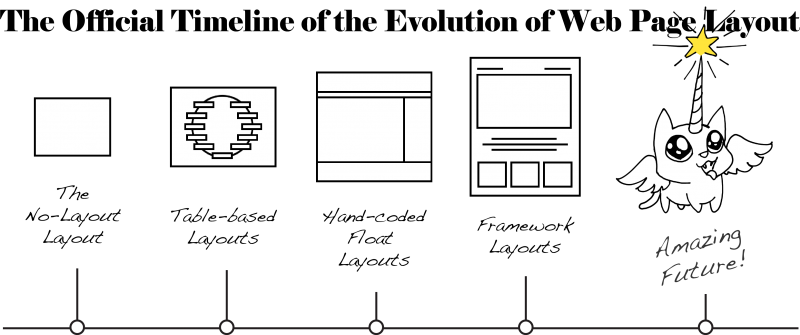 The Official Timeline of the Evolution of Web Page Layout
The
No-Layout
Layout
Table-based
Layouts
Hand-coded
Float
Layouts
Framework
Layouts
Amazing
Future!